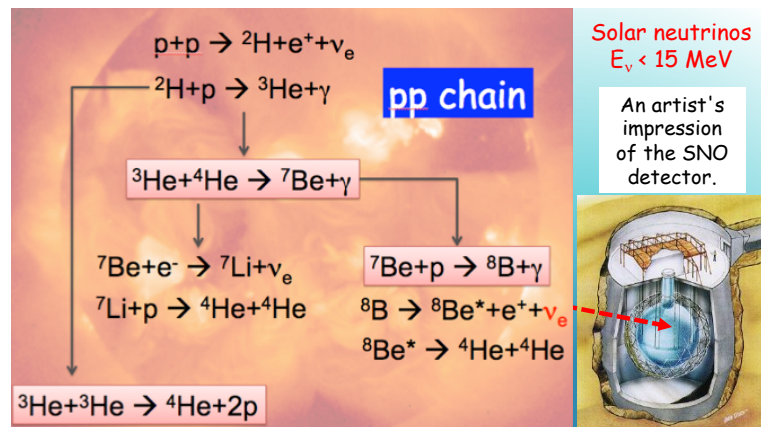 p+p → ²H+e⁺+νₑ
²H+p → ³He+γ
pp chain
³He+⁴He → ⁷Be+γ
⁷Be+e⁻ → ⁷Li+νₑ
⁷Li+p → ⁴He+⁴He
⁷Be+p → ⁸B+γ
⁸B → ⁸Be*+e⁺+νₑ
⁸Be* → ⁴He+⁴He
³He+³He → ⁴He+2p
Solar neutrinos
Eᵥ < 15 MeV
An artist's
impression
of the SNO
detector.